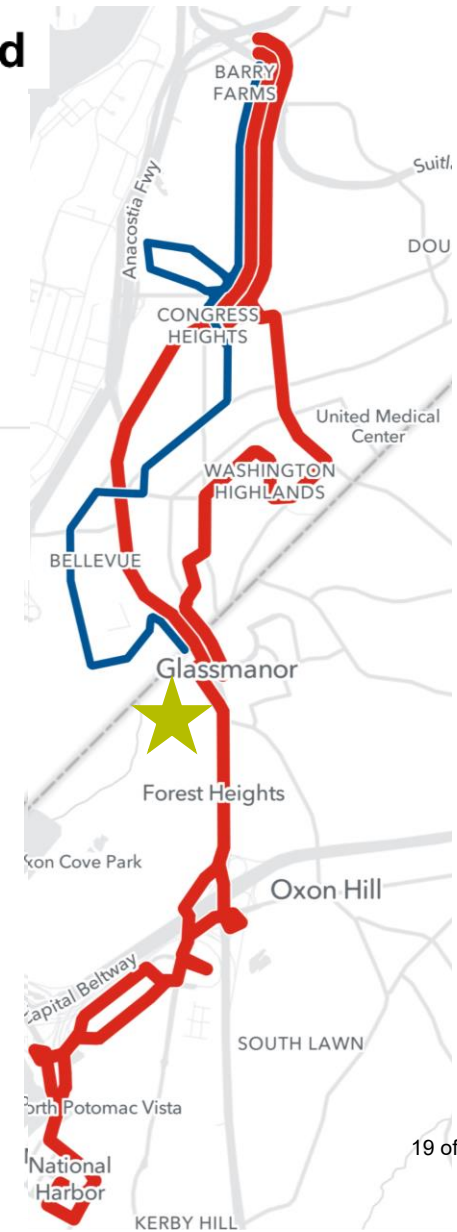 d
BARRY
FARMS
Anacostia Fwy
Suitl
DOU
CONGRESS
HEIGHTS
United Medical
Center
WASHINGTON
HIGHLANDS
BELLEVUE
Glassmanor
Forest Heights
xon Cove Park
Oxon Hill
Capital Beltway
SOUTH LAWN
orth Potomac Vista
19 of
National
Harbor
KERBY HILL